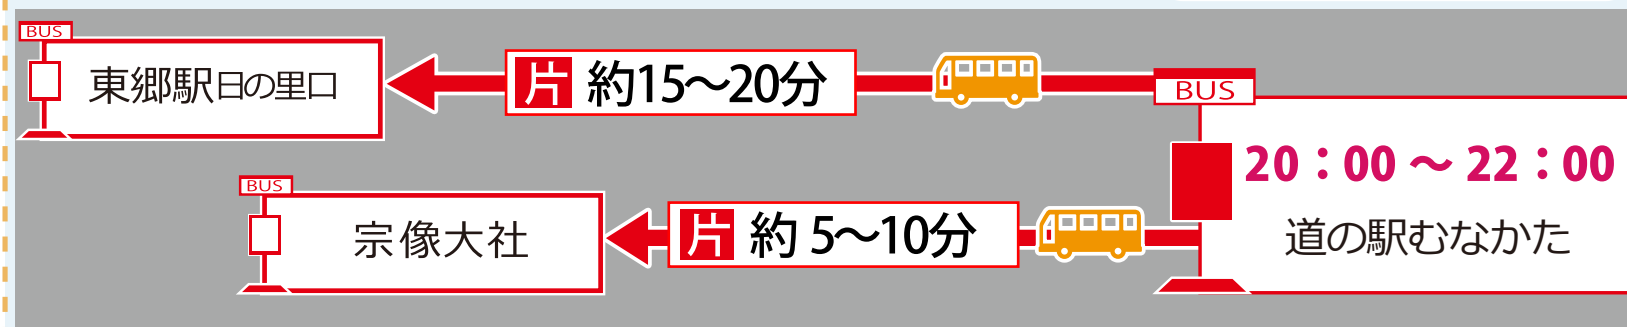 BUS
東郷駅日の里口
片 約15～20分
BUS
20：00 ～ 22：00
道の駅むなかた
BUS
宗像大社
片 約 5～10分